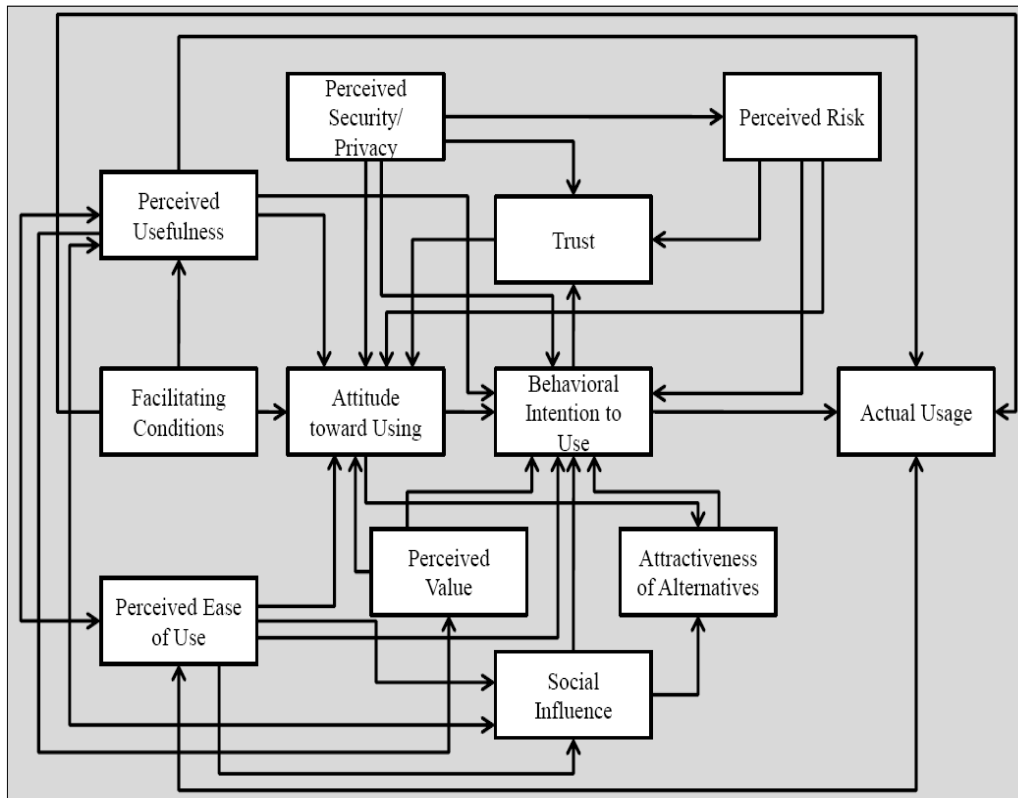 Perceived
Security/
Privacy
Perceived Risk
Perceived
Usefulness
Trust
Facilitating
Conditions
Attitude
toward Using
Behavioral
Intention to
Use
Actual Usage
Perceived
Value
Attractiveness
of Alternatives
Perceived Ease
of Use
Social
Influence